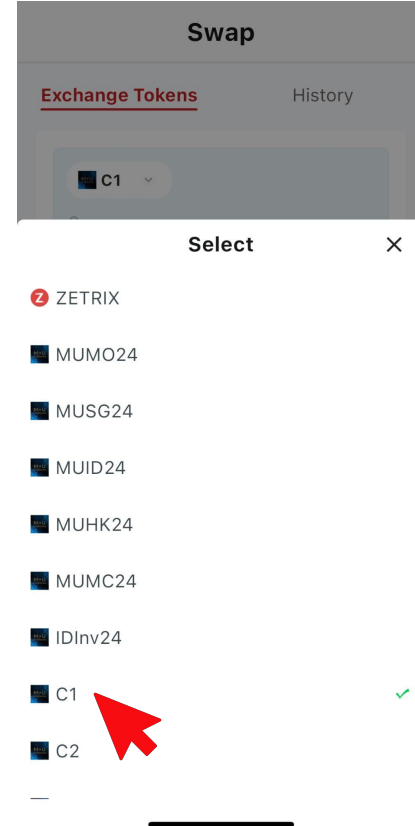 Swap
Exchange Tokens
History
C1
Select
ZETRIX
MUMO24
MUSG24
MUID24
MUHK24
MUMC24
IDInv24
C1
C2